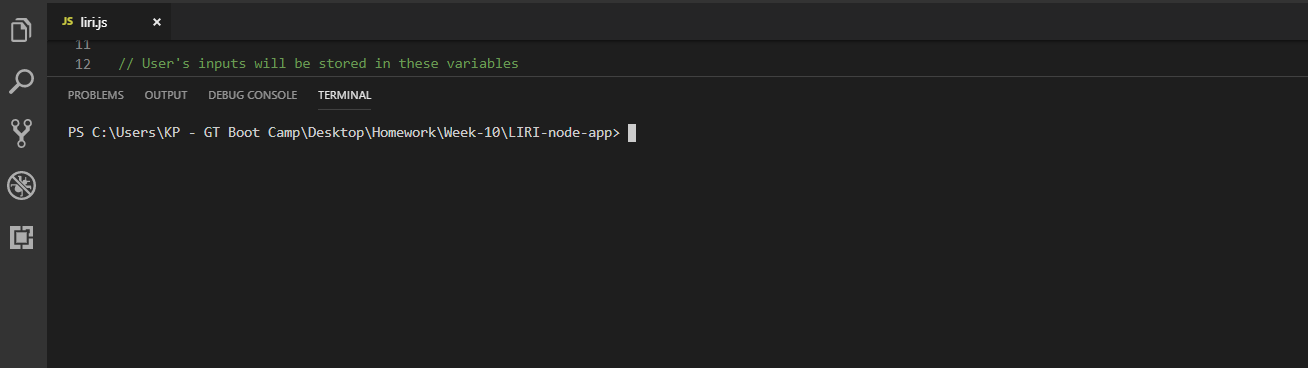 JS liri.js ×
11
12 // User's inputs will be stored in these variables
PROBLEMS OUTPUT DEBUG CONSOLE TERMINAL
PS C:\Users\KP - GT Boot Camp\Desktop\Homework\Week-10\LIRI-node-app>